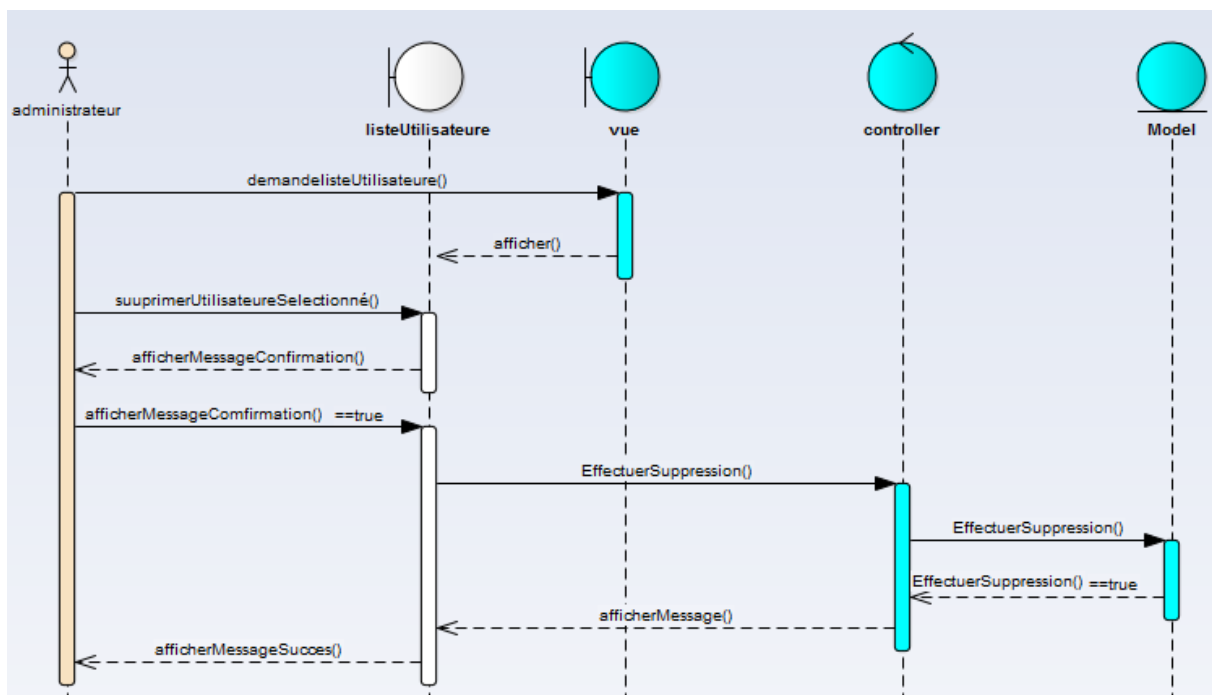 administrateur
listeUtilisateure
vue
controller
Model
demandelisteUtilisateure()
afficher()
suuprimerUtilisateureSelectionné()
afficherMessageConfirmation()
afficherMessageComfirmation() ==true
EffectuerSuppression()
EffectuerSuppression()
EffectuerSuppression() ==true
afficherMessage()
afficherMessageSucces()